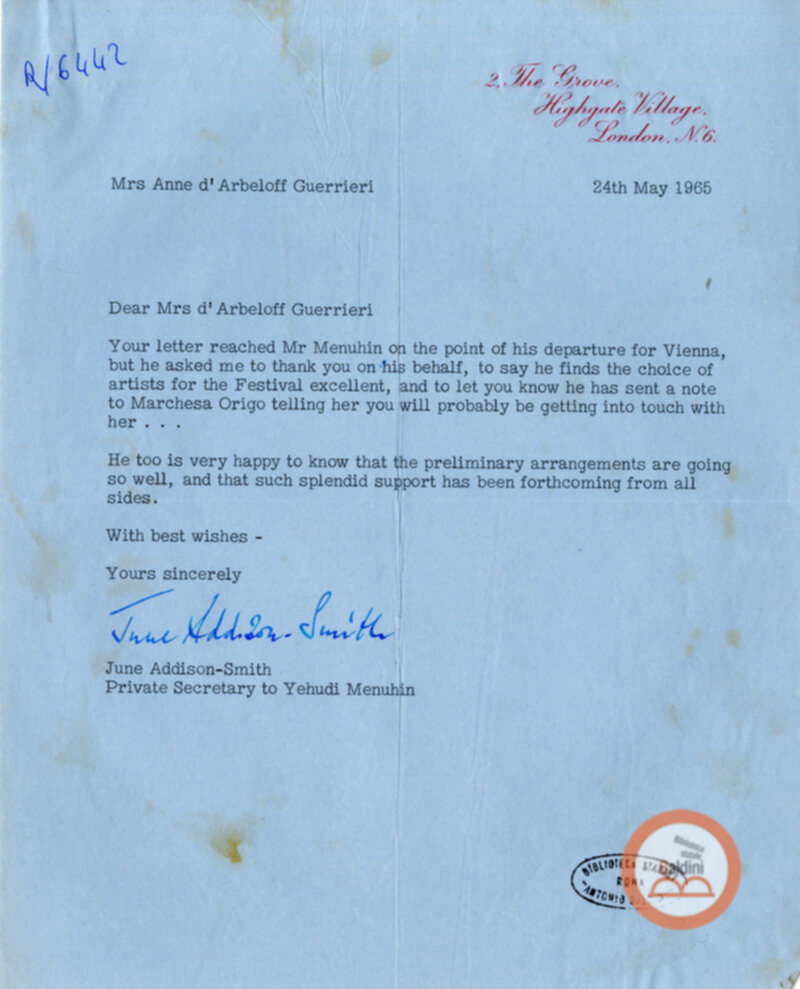 R/6442
2, The Grove,
Highgate Village,
London, N.6.
Mrs Anne d'Arbeloff Guerrieri
24th May 1965
Dear Mrs d'Arbeloff Guerrieri
Your letter reached Mr Menuhin on the point of his departure for Vienna,
but he asked me to thank you on his behalf, to say he finds the choice of
artists for the Festival excellent, and to let you know he has sent a note
to Marchesa Origo telling her you will probably be getting into touch with
her . . .
He too is very happy to know that the preliminary arrangements are going
so well, and that such splendid support has been forthcoming from all
sides.
With best wishes -
Yours sincerely
June Addison-Smith
June Addison-Smith
Private Secretary to Yehudi Menuhin
Biblioteca
statale
Baldini
BIBLIOTECA
ROMA
ANTONIO